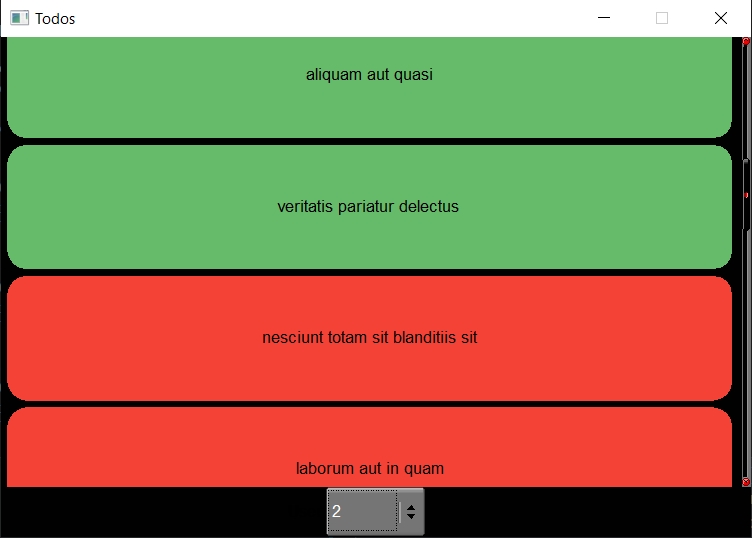 Todos
aliquam aut quasi
veritatis pariatur delectus
nesciunt totam sit blanditiis sit
laborum aut in quam
2